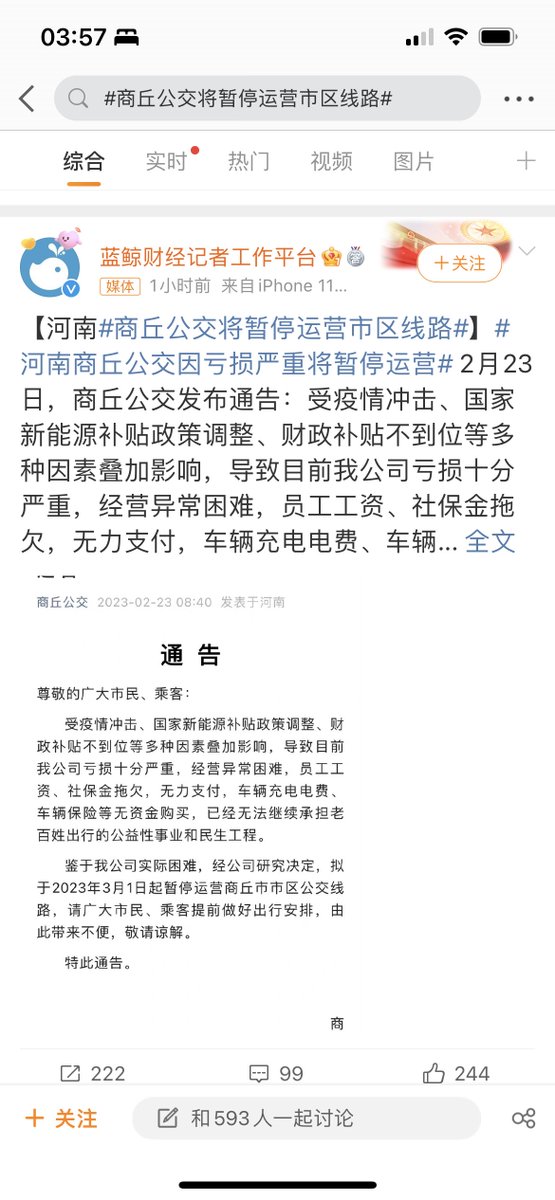 03:57
#商丘公交将暂停运营市区线路#
综合 实时 热门 视频 图片
蓝鲸财经记者工作平台
+关注
媒体 1小时前 来自iPhone 11...
【河南#商丘公交将暂停运营市区线路#】#
河南商丘公交因亏损严重将暂停运营# 2月23
日，商丘公交发布通告：受疫情冲击、国家
新能源补贴政策调整、财政补贴不到位等多
种因素叠加影响，导致目前我公司亏损十分
严重，经营异常困难，员工工资、社保金拖
欠，无力支付，车辆充电电费、车辆... 全文
商丘公交 2023-02-23 08:40 发表于河南
通 告
尊敬的广大市民、乘客：
受疫情冲击、国家新能源补贴政策调整、财
政补贴不到位等多种因素叠加影响，导致目前
我公司亏损十分严重，经营异常困难，员工工
资、社保金拖欠，无力支付，车辆充电电费、
车辆保险等无资金购买，已经无法继续承担老
百姓出行的公益性事业和民生工程。
鉴于我公司实际困难，经公司研究决定，拟
于2023年3月1日起暂停运营商丘市市区公交线
路，请广大市民、乘客提前做好出行安排，由
此带来不便，敬请谅解。
特此通告。
商
222 99 244
+ 关注 和593人一起讨论